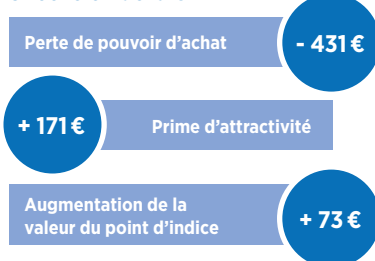 Perte de pouvoir d’achat
- 431 €
+ 171 €
Prime d’attractivité
Augmentation de la
valeur du point d’indice
+ 73 €